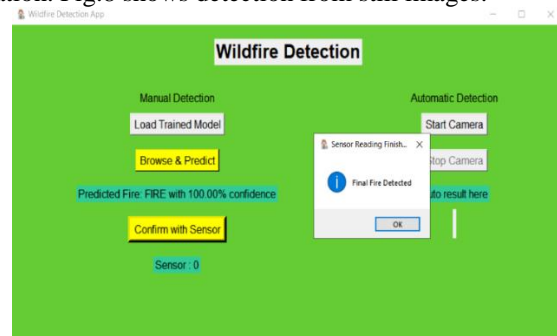 Fig.6 shows detection from still images.
Wildfire Detection App
Wildfire Detection
Manual Detection
Automatic Detection
Load Trained Model
Start Camera
Sensor Reading Finish...
Browse & Predict
Stop Camera
Final Fire Detected
Predicted Fire: FIRE with 100.00% confidence
uto result here
OK
Confirm with Sensor
Sensor : 0